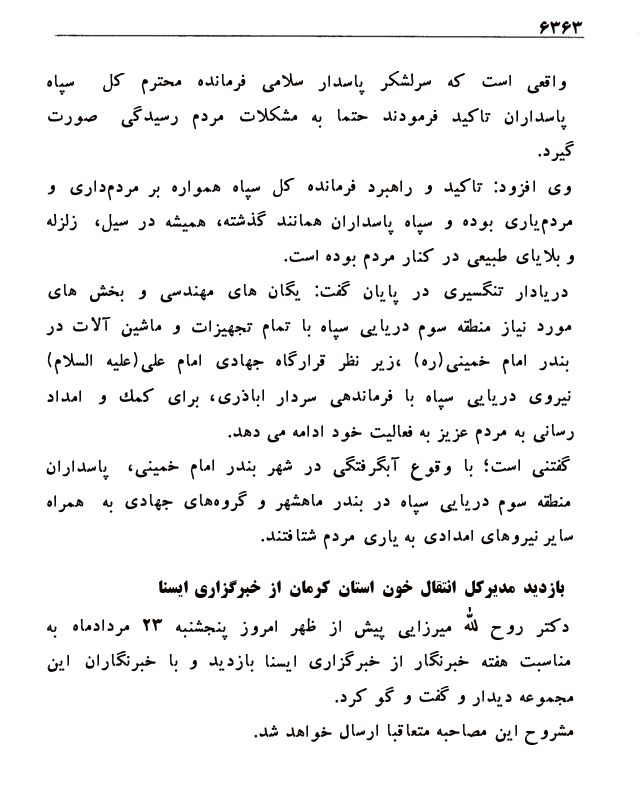 ۶۳۶۳
واقعی است که سرلشکر پاسدار سلامی فرمانده محترم کل سپاه
پاسداران تاکید فرمودند حتما به مشکلات مردم رسیدگی صورت
گیرد.
وی افزود: تاکید و راهبرد فرمانده کل سپاه همواره بر مردم‌داری و
مردم‌یاری بوده و سپاه پاسداران همانند گذشته، همیشه در سیل، زلزله
و بلایای طبیعی در کنار مردم بوده است.
دریادار تنگسیری در پایان گفت: یگان های مهندسی و بخش های
مورد نیاز منطقه سوم دریایی سپاه با تمام تجهیزات و ماشین آلات در
بندر امام خمینی(ره) ،زیر نظر قرارگاه جهادی امام علی(علیه السلام)
نیروی دریایی سپاه با فرماندهی سردار اباذری، برای کمک و امداد
رسانی به مردم عزیز به فعالیت خود ادامه می دهد.
گفتنی است؛ با وقوع آبگرفتگی در شهر بندر امام خمینی، پاسداران
منطقه سوم دریایی سپاه در بندر ماهشهر و گروه‌های جهادی به همراه
سایر نیروهای امدادی به یاری مردم شتافتند.
بازدید مدیرکل انتقال خون استان کرمان از خبرگزاری ایسنا
دکتر روح لله میرزایی پیش از ظهر امروز پنجشنبه ۲۳ مردادماه به
مناسبت هفته خبرنگار از خبرگزاری ایسنا بازدید و با خبرنگاران این
مجموعه دیدار و گفت و گو کرد.
مشروح این مصاحبه متعاقبا ارسال خواهد شد.